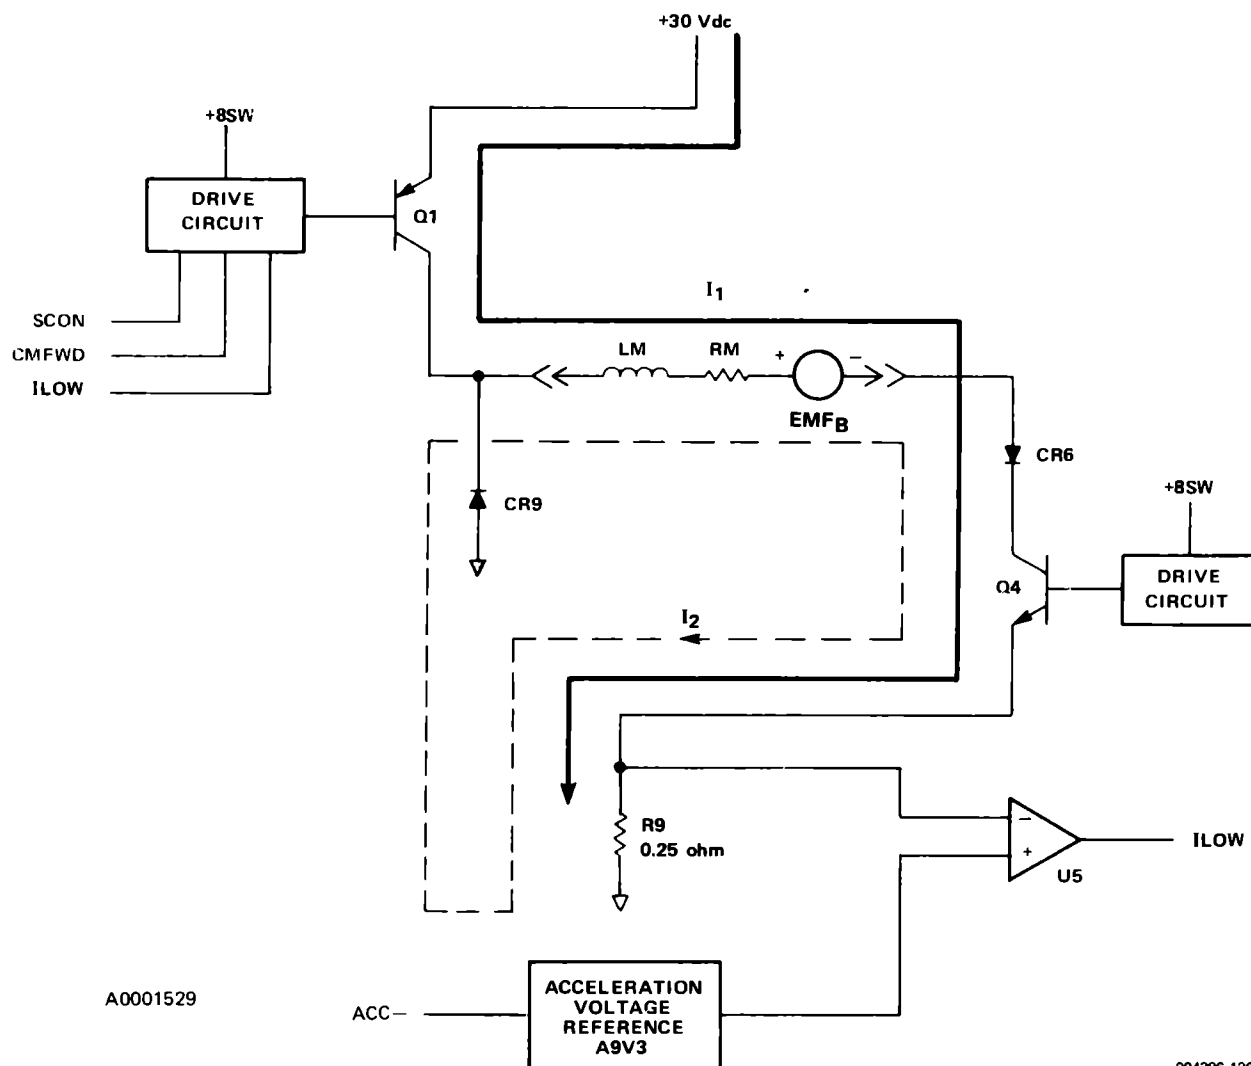 +30 Vdc
+8SW
DRIVE
CIRCUIT
Q1
SCON
CMFWD
ILOW
I1
LM
RM
+
−
EMFB
CR9
CR6
+8SW
Q4
DRIVE
CIRCUIT
I2
R9
0.25 ohm
−
+
U5
ILOW
ACCELERATION
VOLTAGE
REFERENCE
A9V3
ACC−
A0001529